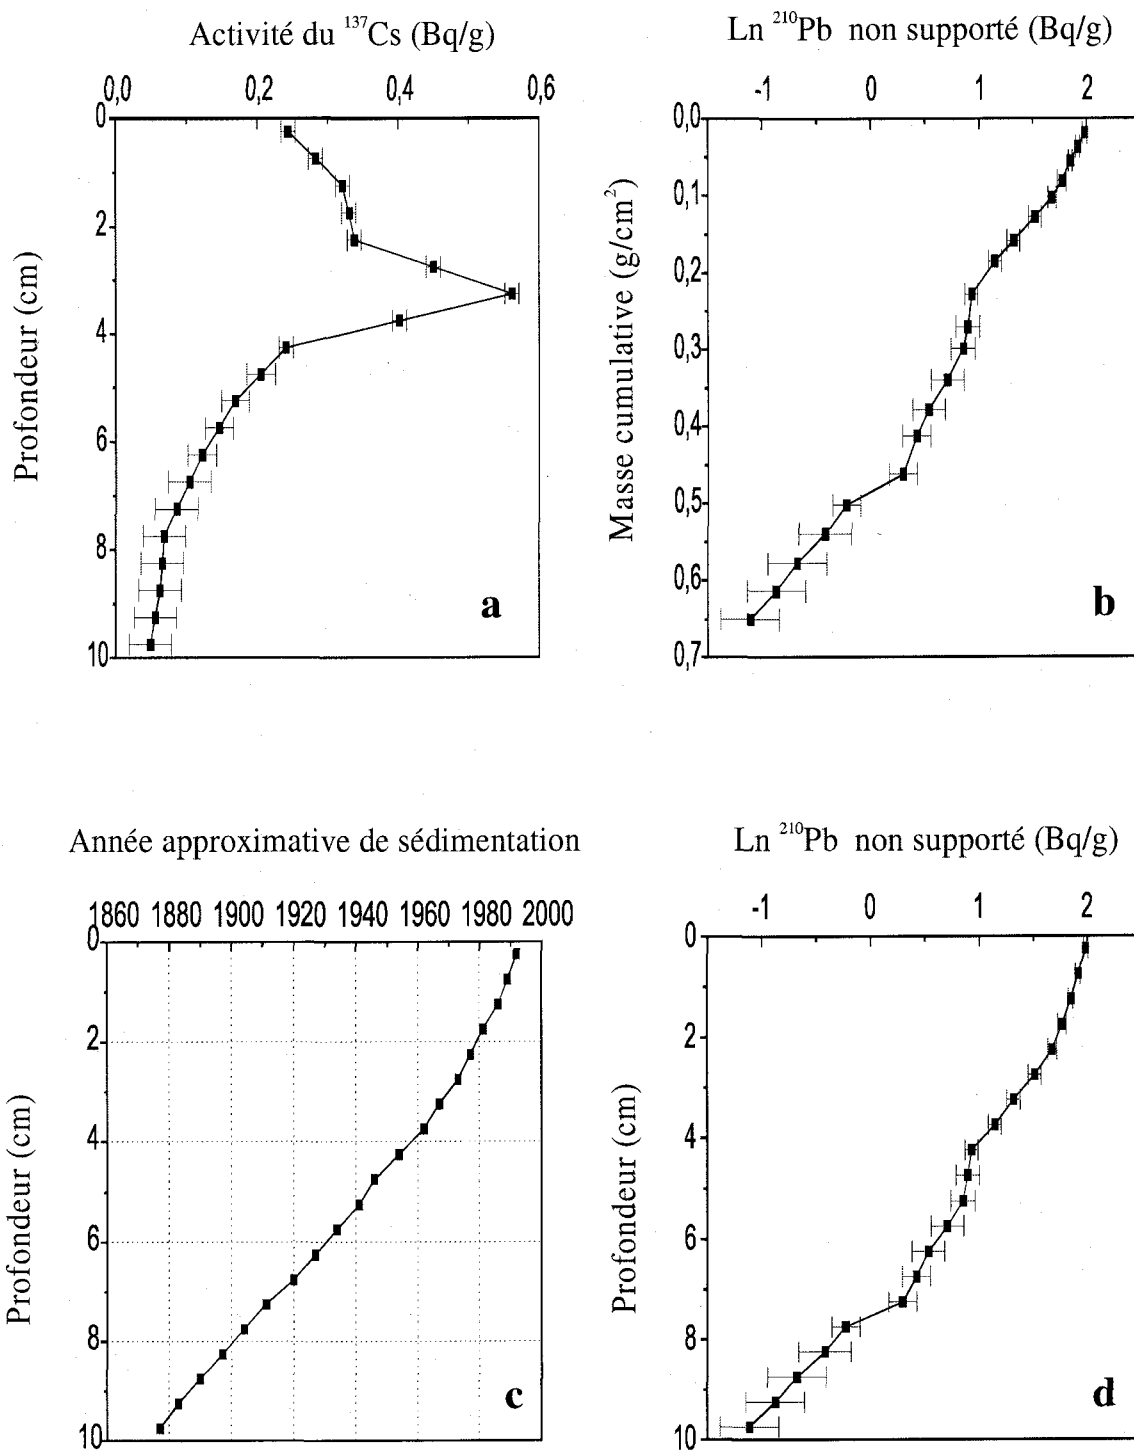 Activité du ¹³⁷Cs (Bq/g)
0,0 0,2 0,4 0,6
Profondeur (cm)
0
2
4
6
8
10
a
Ln ²¹⁰Pb non supporté (Bq/g)
-1 0 1 2
Masse cumulative (g/cm²)
0,0
0,1
0,2
0,3
0,4
0,5
0,6
0,7
b
Année approximative de sédimentation
1860 1880 1900 1920 1940 1960 1980 2000
Profondeur (cm)
0
2
4
6
8
10
c
Ln ²¹⁰Pb non supporté (Bq/g)
-1 0 1 2
Profondeur (cm)
0
2
4
6
8
10
d